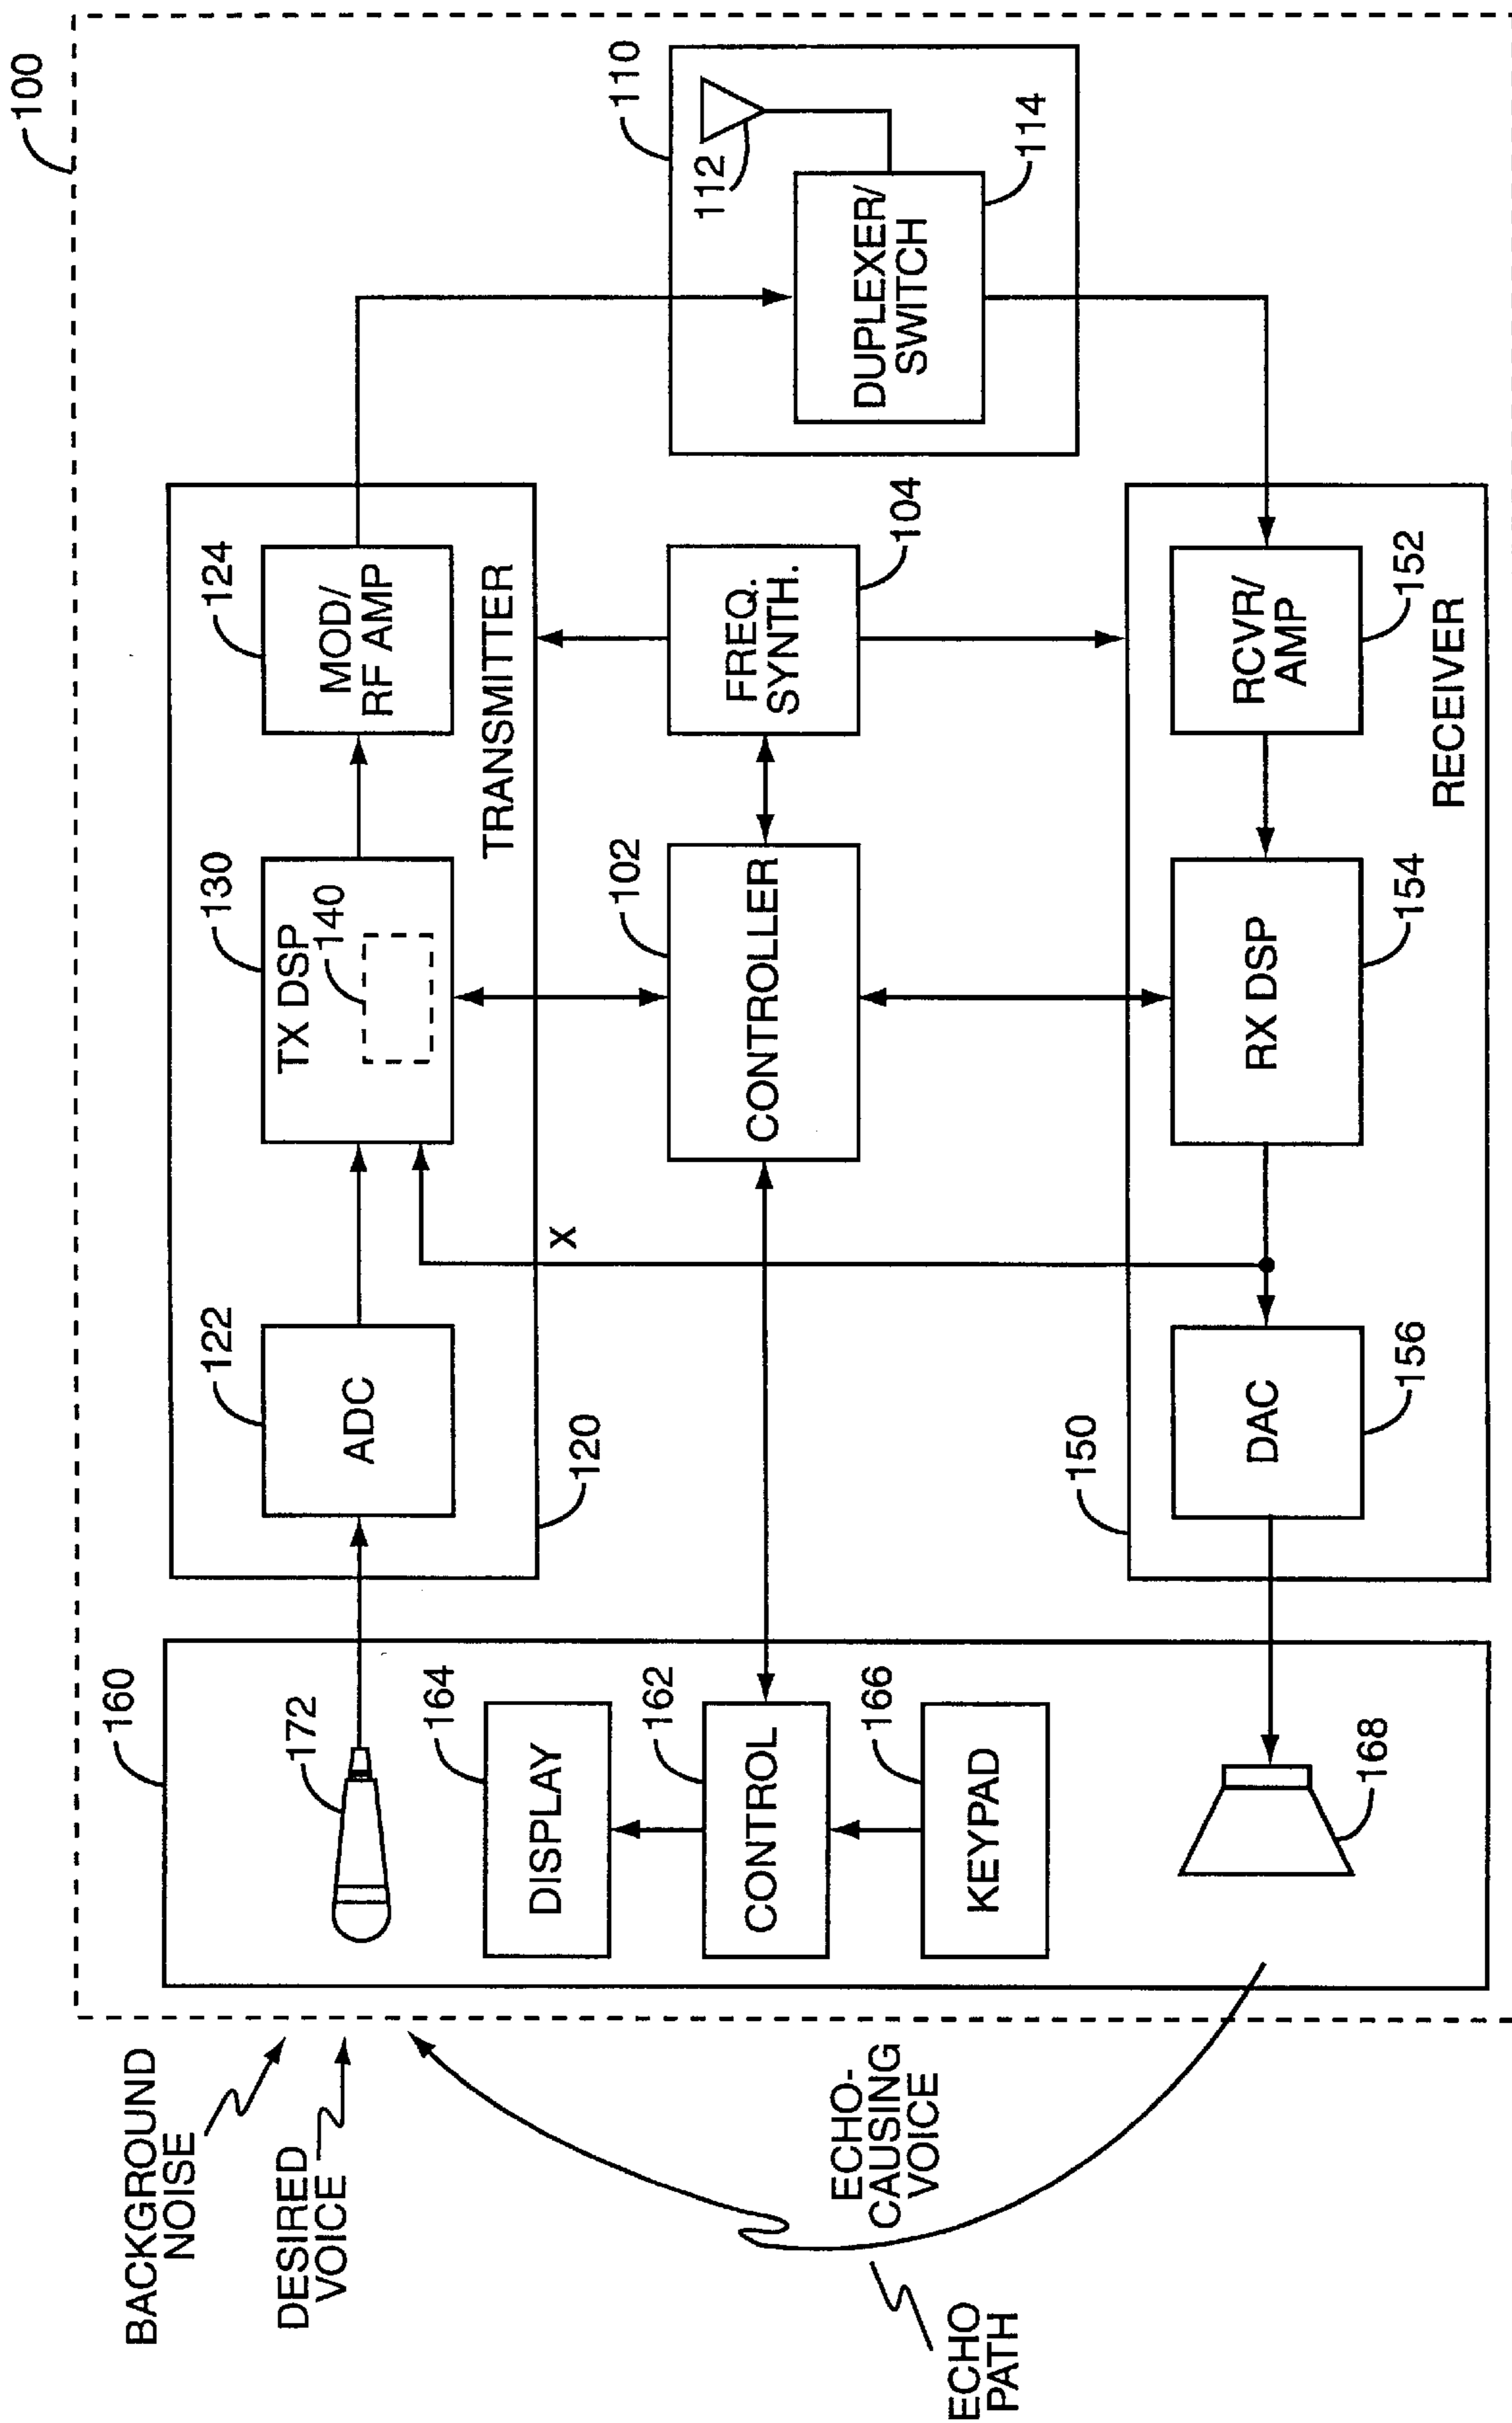 100
110
112
114
DUPLEXER/
SWITCH
124
MOD/
RF AMP
130
TX DSP
140
122
ADC
120
TRANSMITTER
104
FREQ.
SYNTH.
102
CONTROLLER
X
152
RCVR/
AMP
154
RX DSP
156
DAC
150
RECEIVER
160
172
164
DISPLAY
162
CONTROL
166
KEYPAD
168
BACKGROUND
NOISE
DESIRED
VOICE
ECHO-
CAUSING
VOICE
ECHO
PATH